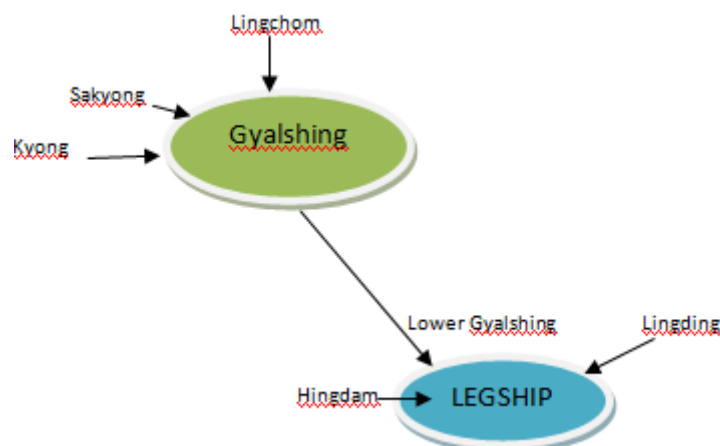 Lingchom
Sakyong
Gyalshing
Kyong
Lower Gyalshing
Lingding
Hingdam
LEGSHIP